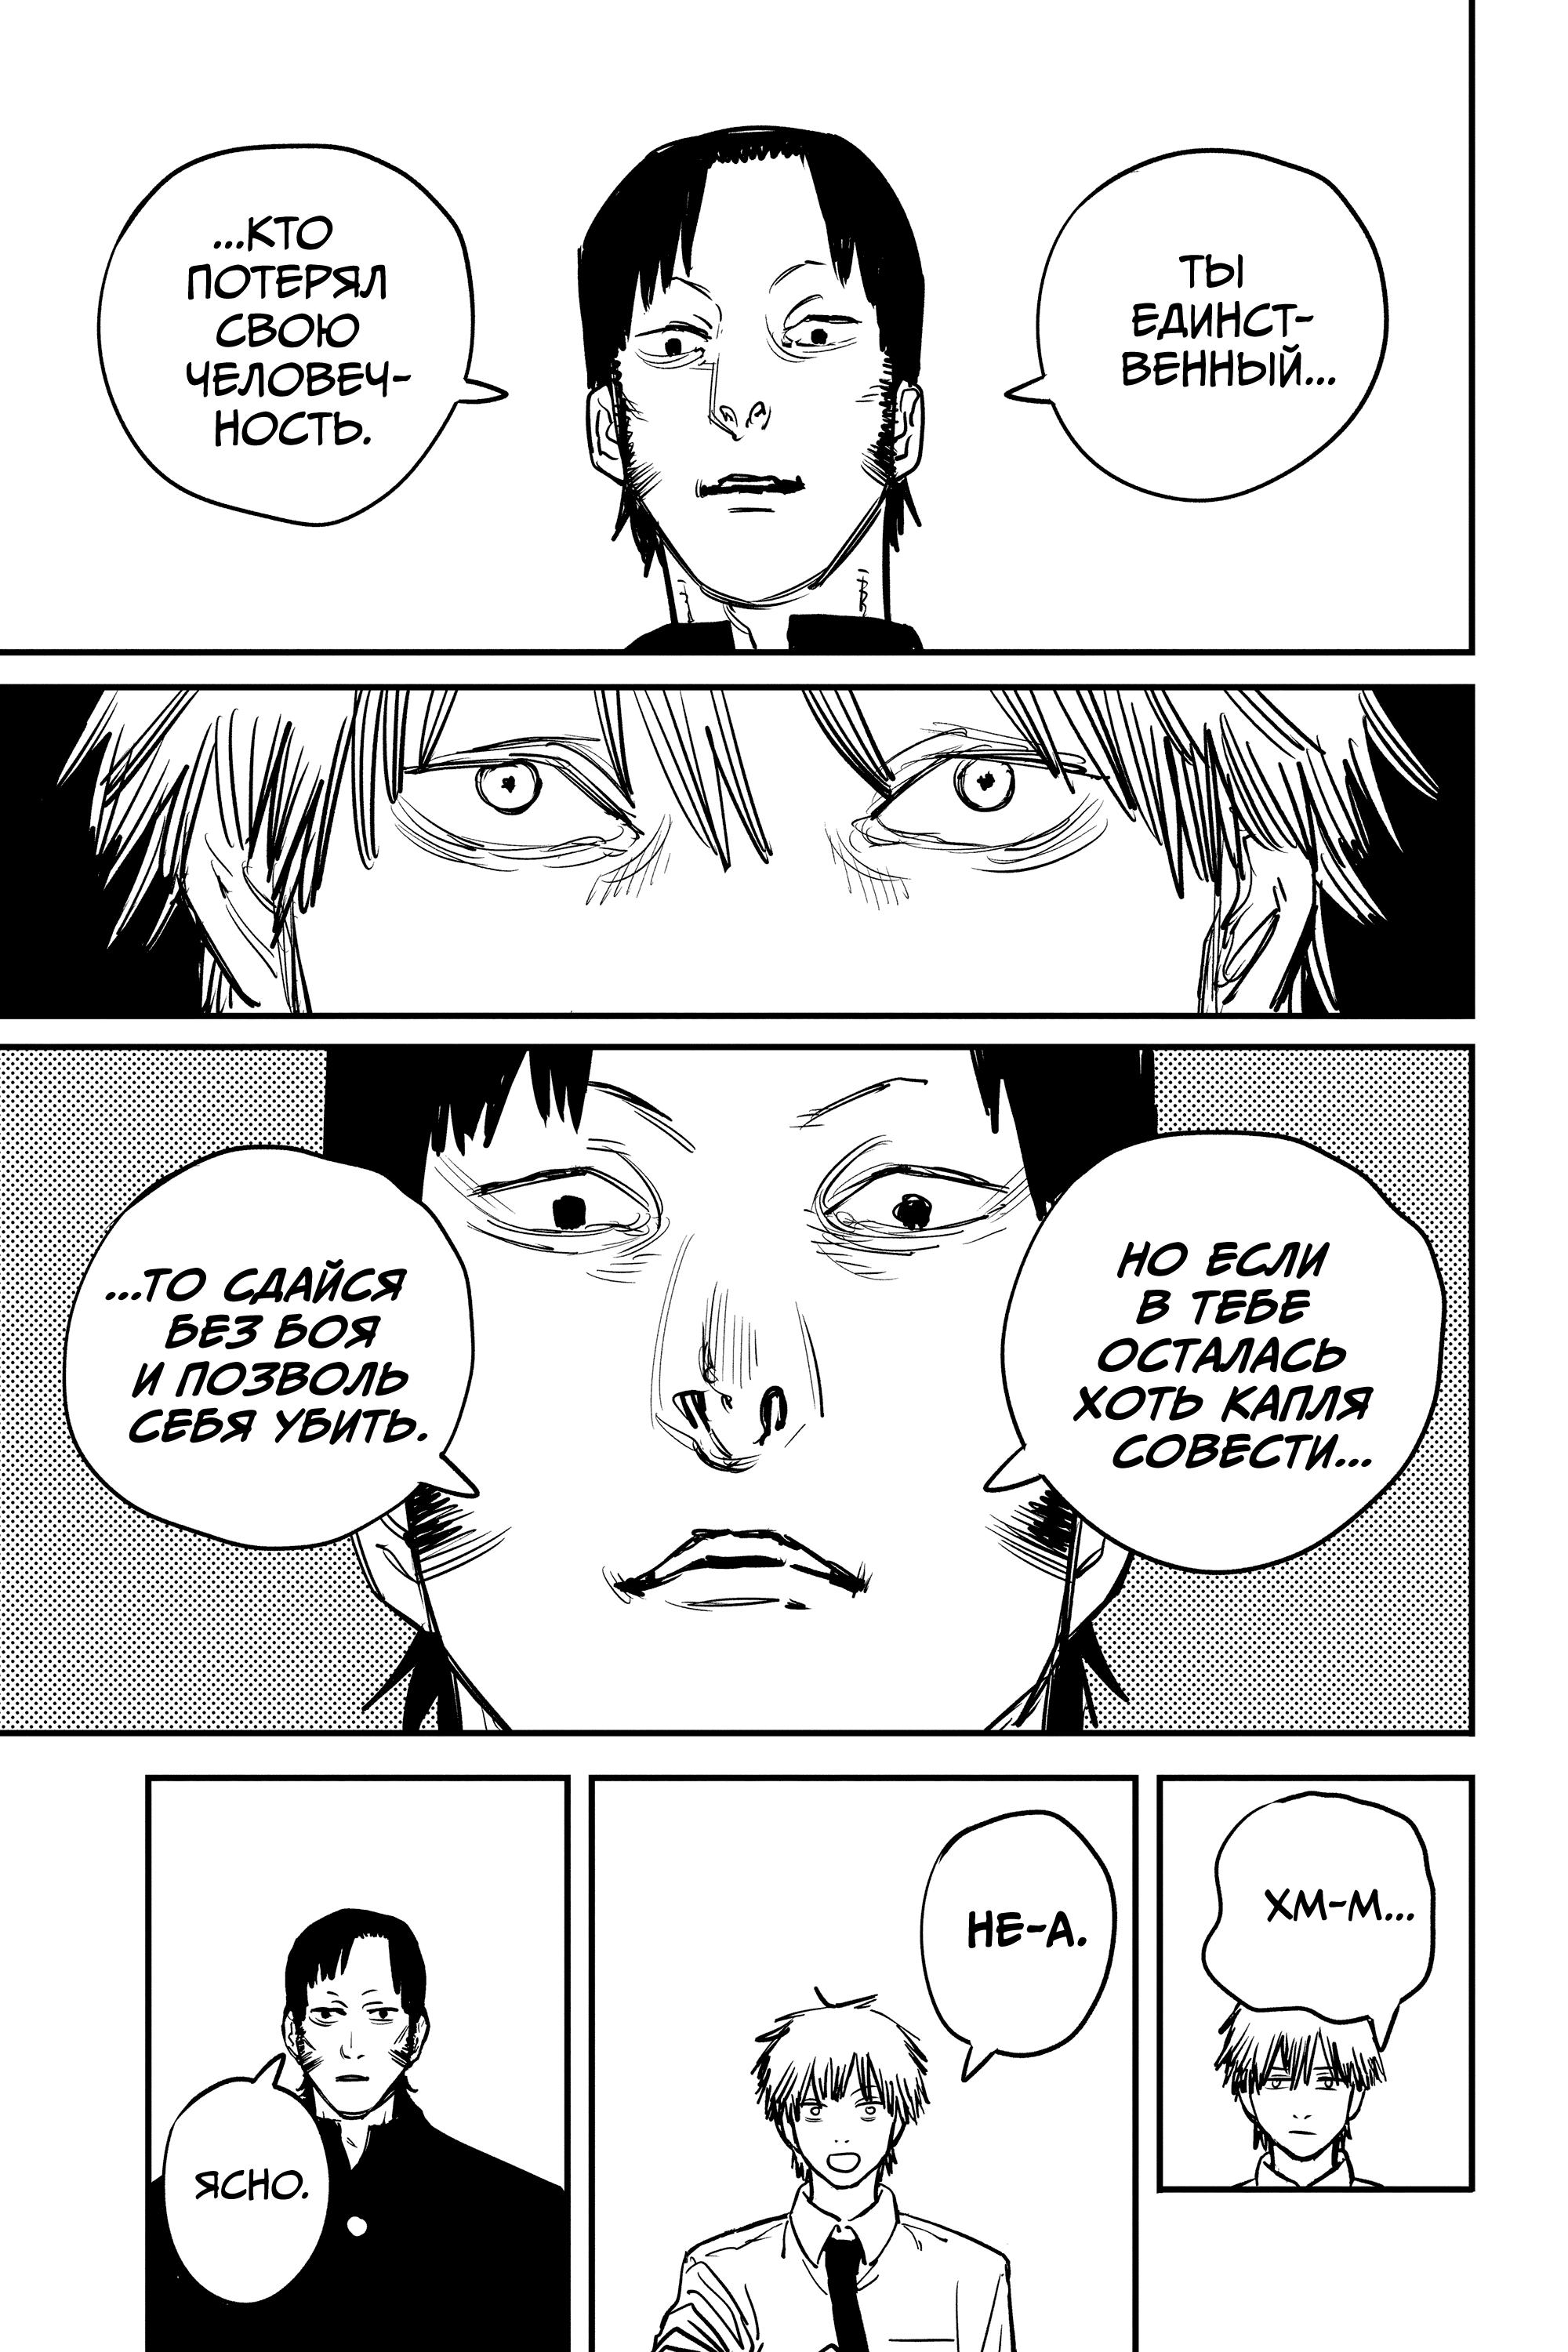 ТЫ
ЕДИНСТ-
ВЕННЫЙ...
...КТО
ПОТЕРЯЛ
СВОЮ
ЧЕЛОВЕЧ-
НОСТЬ.
НО ЕСЛИ
В ТЕБЕ
ОСТАЛАСЬ
ХОТЬ КАПЛЯ
СОВЕСТИ...
...ТО СДАЙСЯ
БЕЗ БОЯ
И ПОЗВОЛЬ
СЕБЯ УБИТЬ.
ХМ-М...
НЕ-А.
ЯСНО.